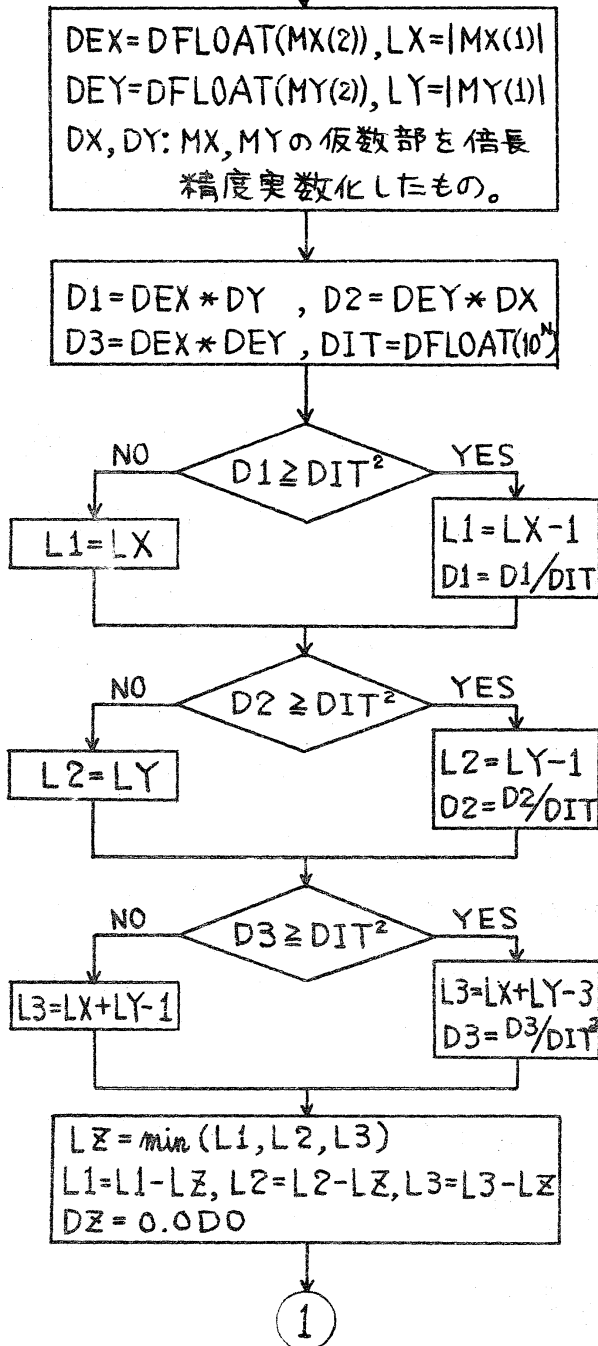 DEX=DFLOAT(MX(2)), LX=|MX(1)|
DEY=DFLOAT(MY(2)), LY=|MY(1)|
DX, DY: MX, MYの仮数部を倍長
精度実数化したもの。
D1=DEX*DY , D2=DEY*DX
D3=DEX*DEY , DIT=DFLOAT(10^N)
D1≧DIT²
NO
YES
L1=LX
L1=LX-1
D1=D1/DIT
D2≧DIT²
NO
YES
L2=LY
L2=LY-1
D2=D2/DIT
D3≧DIT²
NO
YES
L3=LX+LY-1
L3=LX+LY-3
D3=D3/DIT²
LZ=min(L1,L2,L3)
L1=L1-LZ, L2=L2-LZ, L3=L3-LZ
DZ=0.0D0
1